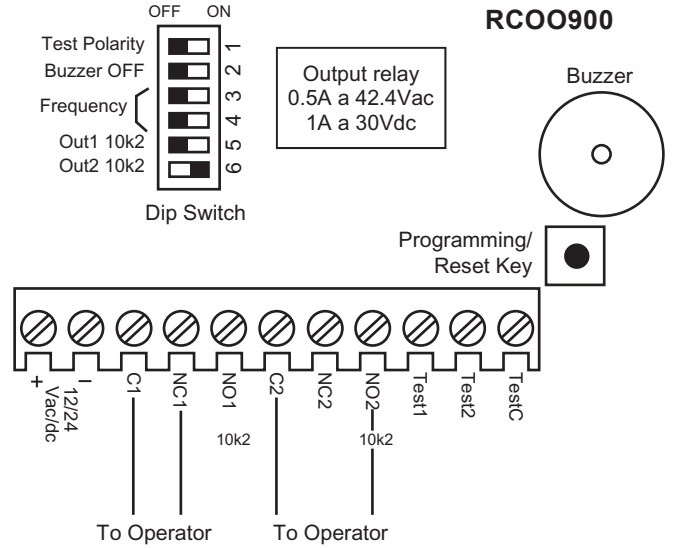 OFF ON
RCOO900
Test Polarity 1
Buzzer OFF 2
Frequency 3
4
Out1 10k2 5
Out2 10k2 6
Dip Switch
Output relay
0.5A a 42.4Vac
1A a 30Vdc
Buzzer
Programming/
Reset Key
+ –
12/24
Vac/dc
C1
NC1
NO1
C2
NC2
NO2
Test1
Test2
TestC
10k2 10k2
To Operator To Operator